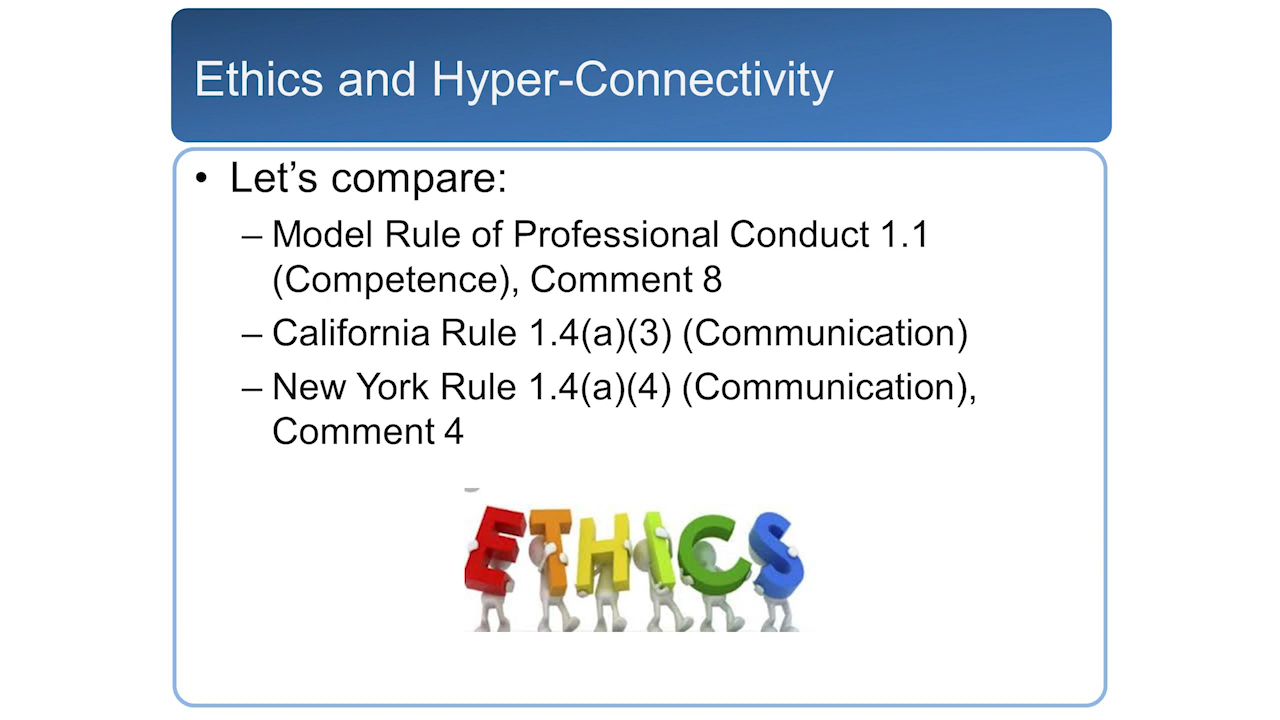 Ethics and Hyper-Connectivity
• Let’s compare:
– Model Rule of Professional Conduct 1.1
(Competence), Comment 8
– California Rule 1.4(a)(3) (Communication)
– New York Rule 1.4(a)(4) (Communication),
Comment 4
ETHICS